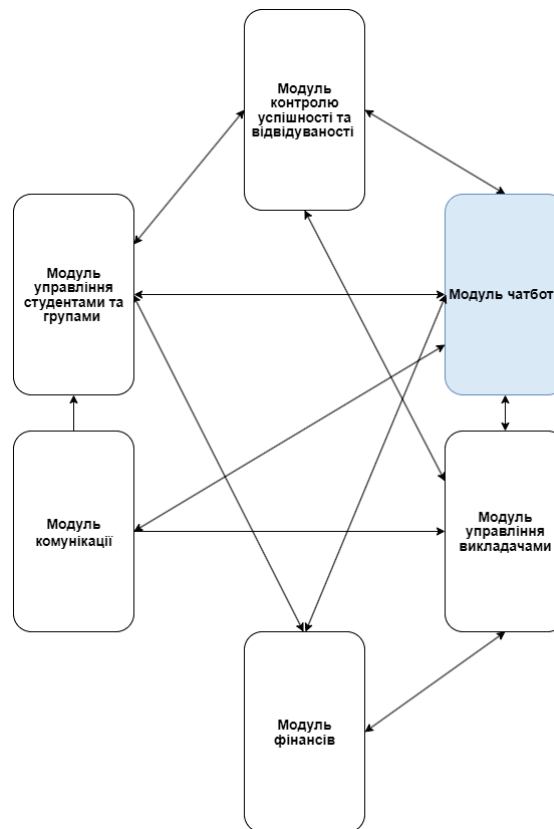 Модуль
контролю
успішності та
відвідуваності
Модуль
управління
студентами та
групами
Модуль чатбот
Модуль
комунікації
Модуль
управління
викладачами
Модуль
фінансів